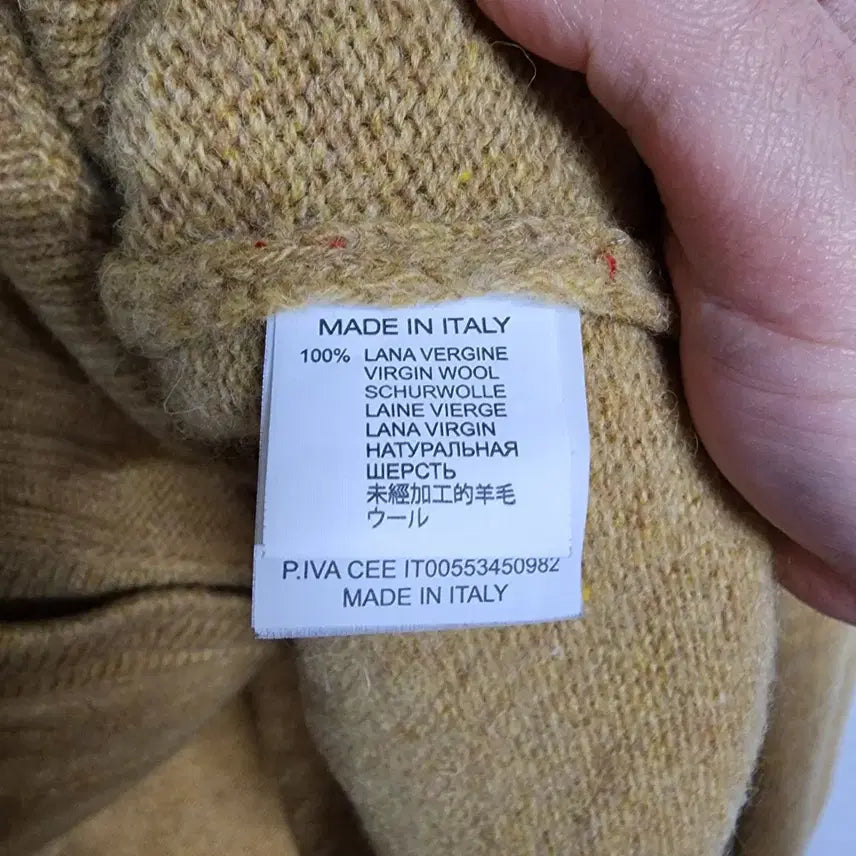 MADE IN ITALY
100% LANA VERGINE
VIRGIN WOOL
SCHURWOLLE
LAINE VIERGE
LANA VIRGIN
НАТУРАЛЬНАЯ
ШЕРСТЬ
未經加工的羊毛
ウール
P.IVA CEE IT00553450982
MADE IN ITALY